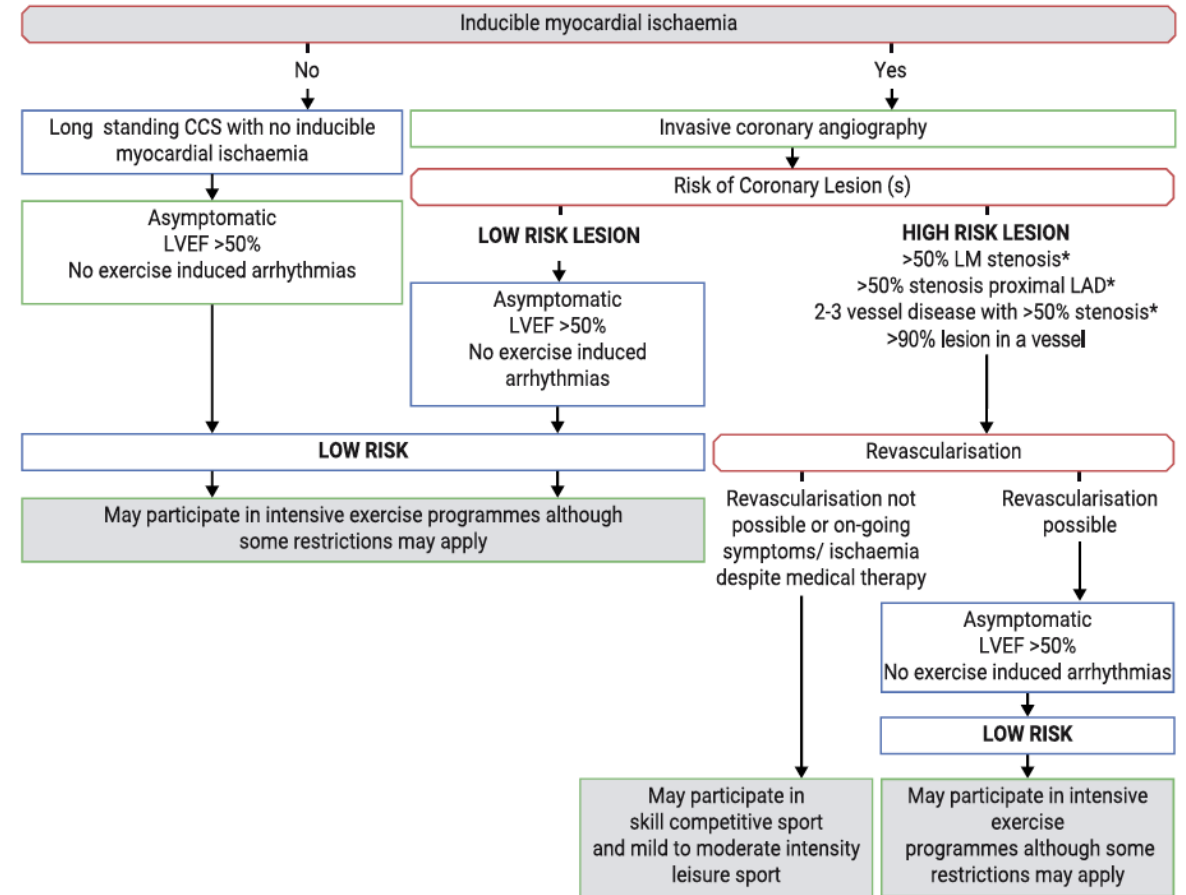 Inducible myocardial ischaemia
No
Yes
Long standing CCS with no inducible
myocardial ischaemia
Invasive coronary angiography
Risk of Coronary Lesion (s)
Asymptomatic
LVEF >50%
No exercise induced arrhythmias
LOW RISK LESION
HIGH RISK LESION
>50% LM stenosis*
>50% stenosis proximal LAD*
2-3 vessel disease with >50% stenosis*
>90% lesion in a vessel
Asymptomatic
LVEF >50%
No exercise induced
arrhythmias
LOW RISK
Revascularisation
May participate in intensive exercise programmes although
some restrictions may apply
Revascularisation not
possible or on-going
symptoms/ ischaemia
despite medical therapy
Revascularisation
possible
Asymptomatic
LVEF >50%
No exercise induced arrhythmias
LOW RISK
May participate in
skill competitive sport
and mild to moderate intensity
leisure sport
May participate in intensive
exercise
programmes although some
restrictions may apply